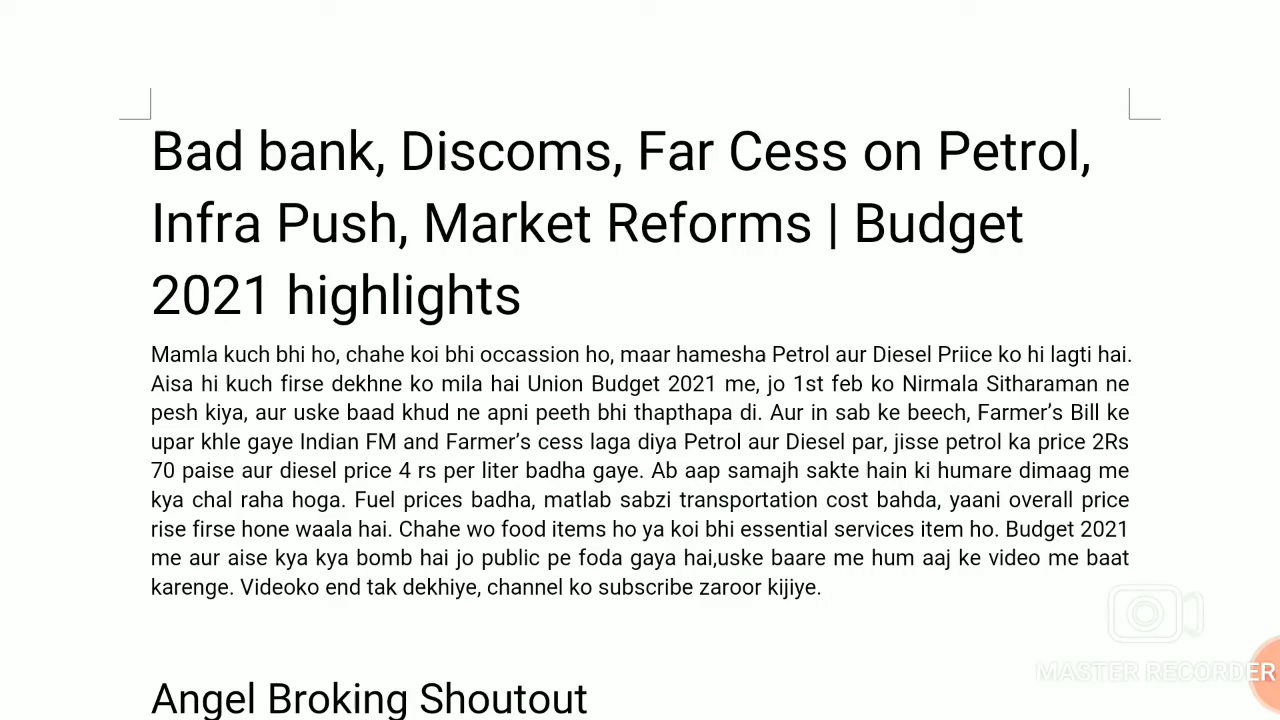 Bad bank, Discoms, Far Cess on Petrol,
Infra Push, Market Reforms | Budget
2021 highlights
Mamla kuch bhi ho, chahe koi bhi occassion ho, maar hamesha Petrol aur Diesel Priice ko hi lagti hai.
Aisa hi kuch firse dekhne ko mila hai Union Budget 2021 me, jo 1st feb ko Nirmala Sitharaman ne
pesh kiya, aur uske baad khud ne apni peeth bhi thapthapa di. Aur in sab ke beech, Farmer’s Bill ke
upar khle gaye Indian FM and Farmer’s cess laga diya Petrol aur Diesel par, jisse petrol ka price 2Rs
70 paise aur diesel price 4 rs per liter badha gaye. Ab aap samajh sakte hain ki humare dimaag me
kya chal raha hoga. Fuel prices badha, matlab sabzi transportation cost bahda, yaani overall price
rise firse hone waala hai. Chahe wo food items ho ya koi bhi essential services item ho. Budget 2021
me aur aise kya kya bomb hai jo public pe foda gaya hai,uske baare me hum aaj ke video me baat
karenge. Videoko end tak dekhiye, channel ko subscribe zaroor kijiye.
MASTER RECORDER
Angel Broking Shoutout